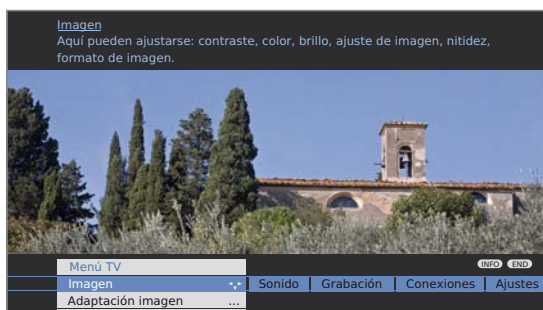 Imagen
Aquí pueden ajustarse: contraste, color, brillo, ajuste de imagen, nitidez,
formato de imagen.
Menú TV
INFO END
Imagen Sonido Grabación Conexiones Ajustes
Adaptación imagen ...